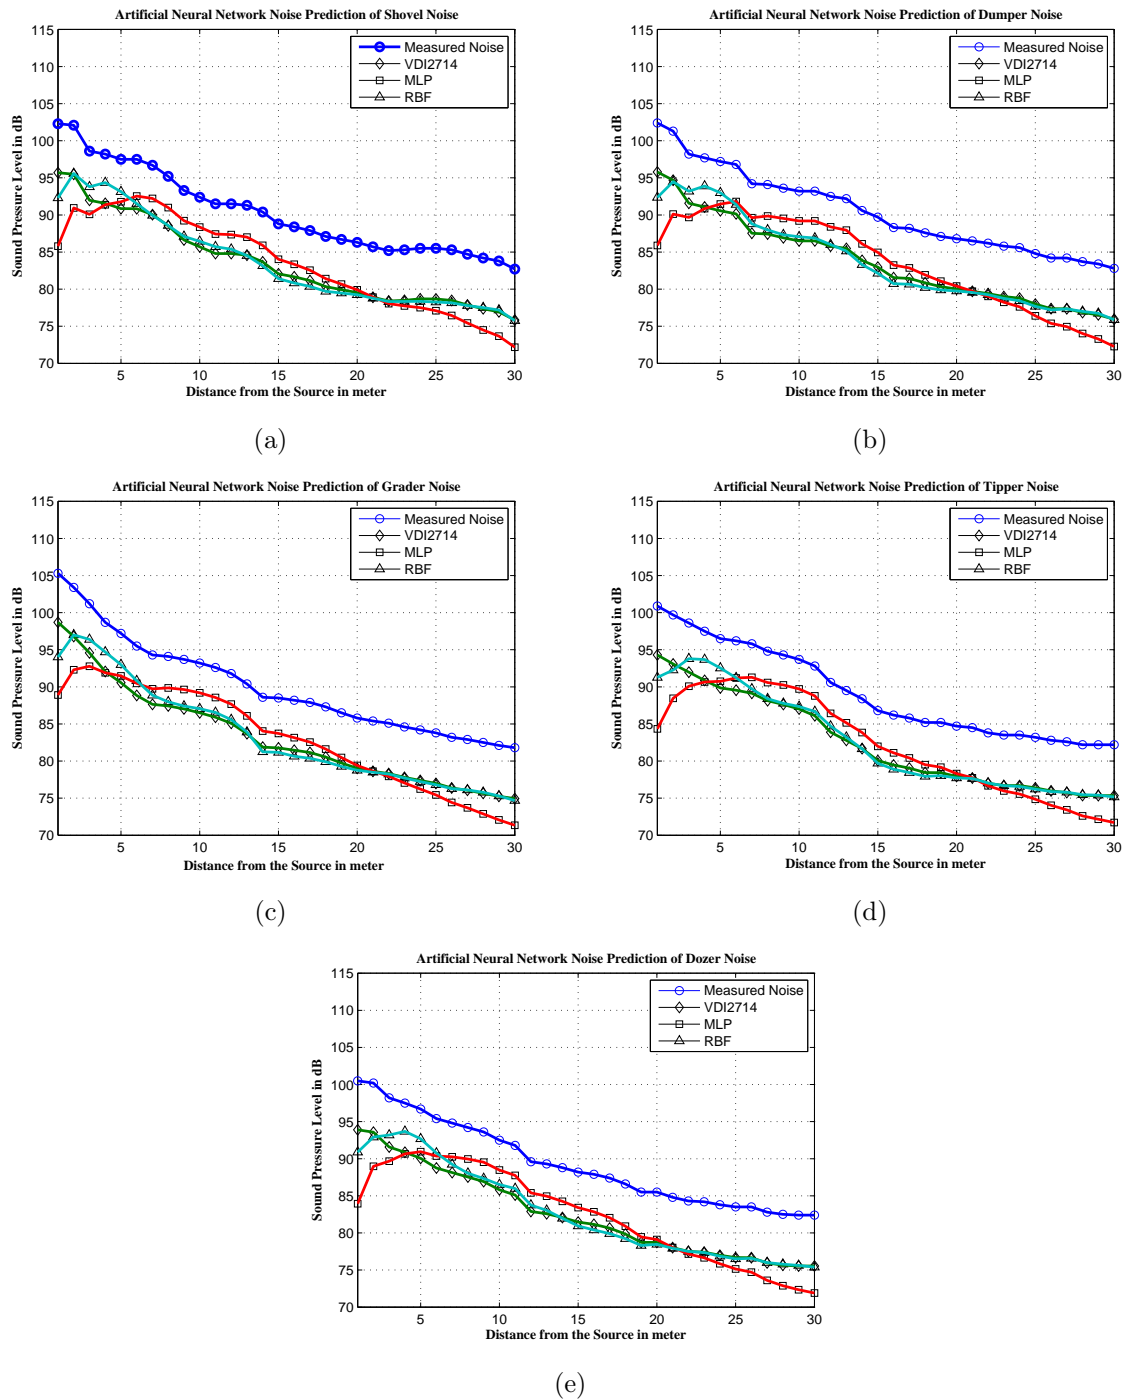 Artificial Neural Network Noise Prediction of Shovel Noise
115
110
105
100
95
90
85
80
75
70
Sound Pressure Level in dB
Measured Noise
VDI2714
MLP
RBF
5
10
15
20
25
30
Distance from the Source in meter
(a)
Artificial Neural Network Noise Prediction of Dumper Noise
115
110
105
100
95
90
85
80
75
70
Sound Pressure Level in dB
Measured Noise
VDI2714
MLP
RBF
5
10
15
20
25
30
Distance from the Source in meter
(b)
Artificial Neural Network Noise Prediction of Grader Noise
115
110
105
100
95
90
85
80
75
70
Sound Pressure Level in dB
Measured Noise
VDI2714
MLP
RBF
5
10
15
20
25
30
Distance from the Source in meter
(c)
Artificial Neural Network Noise Prediction of Tipper Noise
115
110
105
100
95
90
85
80
75
70
Sound Pressure Level in dB
Measured Noise
VDI2714
MLP
RBF
5
10
15
20
25
30
Distance from the Source in meter
(d)
Artificial Neural Network Noise Prediction of Dozer Noise
115
110
105
100
95
90
85
80
75
70
Sound Pressure Level in dB
Measured Noise
VDI2714
MLP
RBF
5
10
15
20
25
30
Distance from the Source in meter
(e)